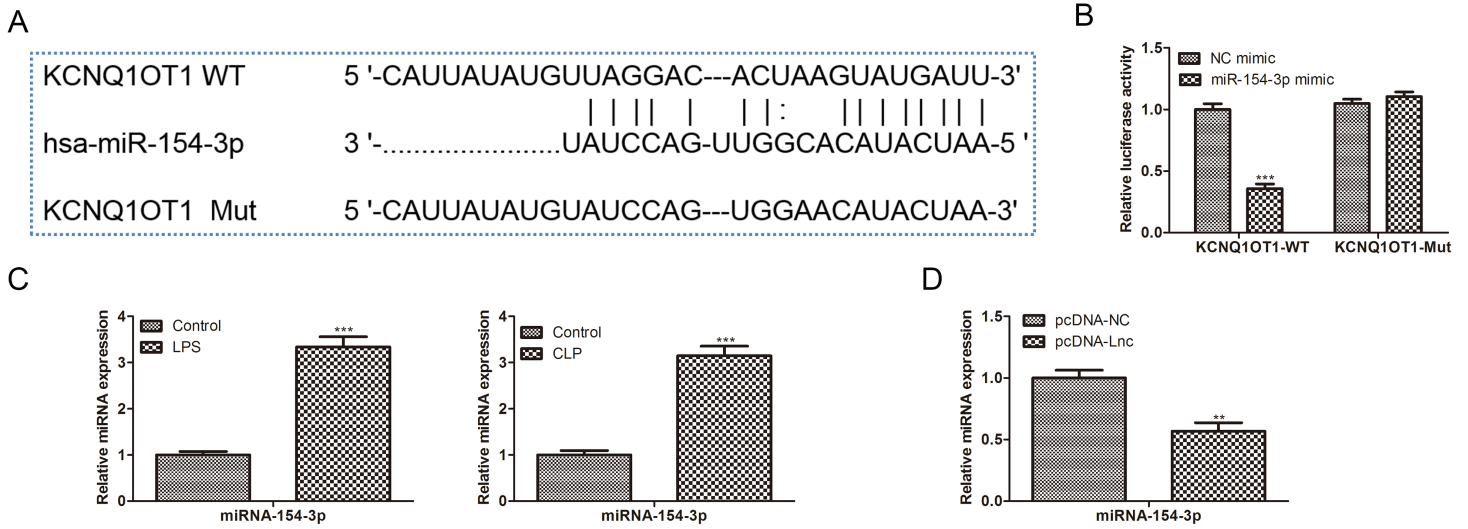 A
KCNQ1OT1 WT 5 '-CAUUAUAUGUUAGGAC---ACUAAGUAUGAUU-3'
| | | | | | | : | | | | | | | |
hsa-miR-154-3p 3 '-......................UAUCCAG-UUGGCACAUACUAA-5 '
KCNQ1OT1 Mut 5 '-CAUUAUAUGUAUCCAG---UGGAACAUACUAA-3'
B
Relative luciferase activity
1.5
1.0
0.5
0.0
NC mimic
miR-154-3p mimic
***
KCNQ1OT1-WT KCNQ1OT1-Mut
C
Relative miRNA expression
4
3
2
1
0
Control
LPS
***
miRNA-154-3p
Relative miRNA expression
4
3
2
1
0
Control
CLP
***
miRNA-154-3p
D
Relative miRNA expression
1.5
1.0
0.5
0.0
pcDNA-NC
pcDNA-Lnc
**
miRNA-154-3p